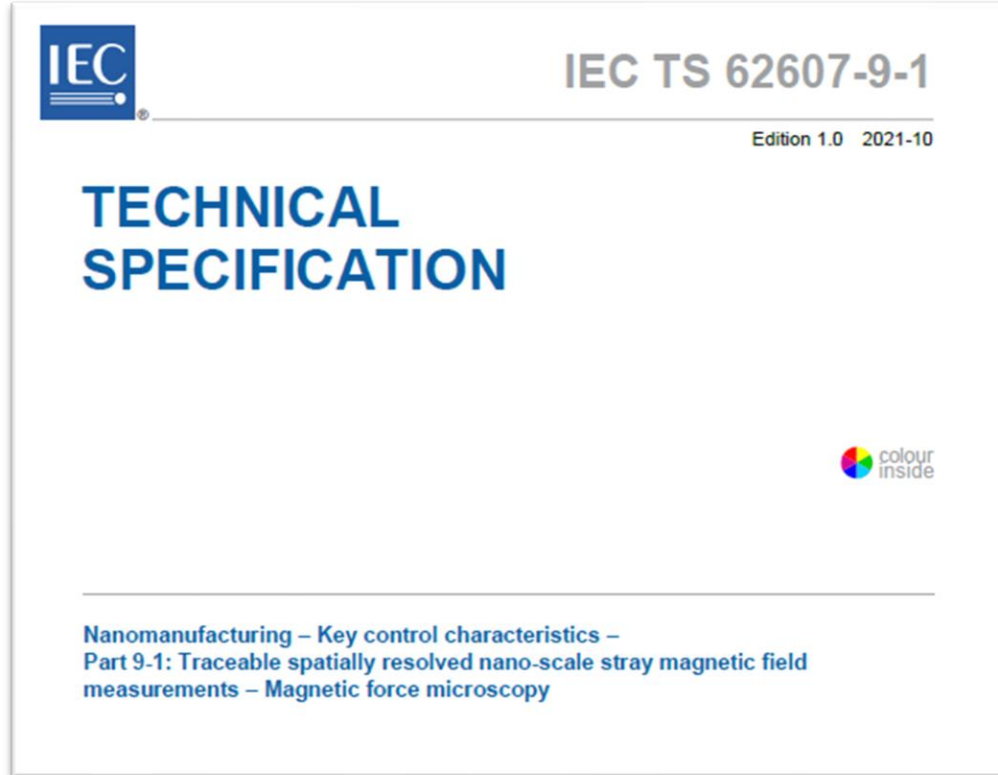 IEC
®
IEC TS 62607-9-1
Edition 1.0 2021-10
TECHNICAL
SPECIFICATION
colour
inside
Nanomanufacturing – Key control characteristics –
Part 9-1: Traceable spatially resolved nano-scale stray magnetic field
measurements – Magnetic force microscopy